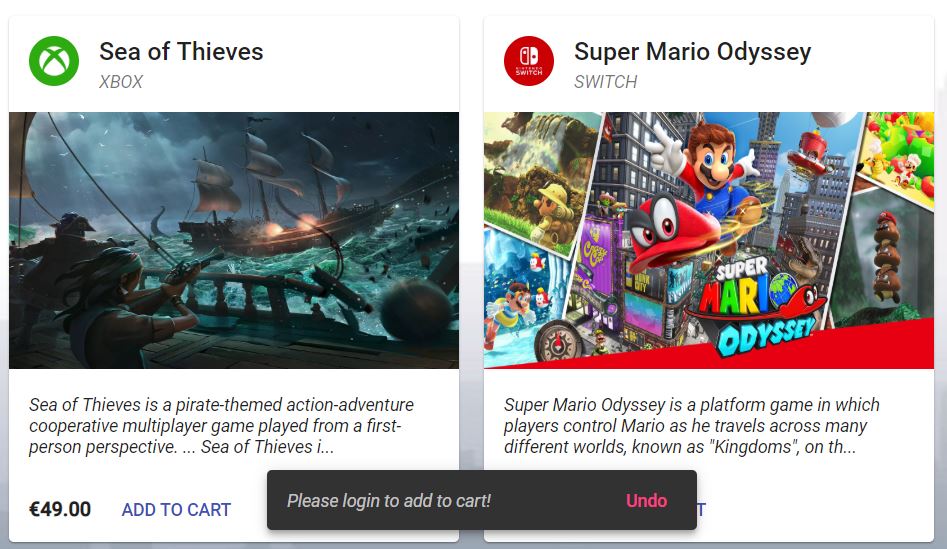 Sea of Thieves
XBOX
NINTENDO
SWITCH
Super Mario Odyssey
SWITCH
SUPER
MARIO
ODYSSEY
Sea of Thieves is a pirate-themed action-adventure
cooperative multiplayer game played from a first-
person perspective. ... Sea of Thieves i...
Super Mario Odyssey is a platform game in which
players control Mario as he travels across many
different worlds, known as "Kingdoms", on th...
€49.00 ADD TO CART
Please login to add to cart! Undo